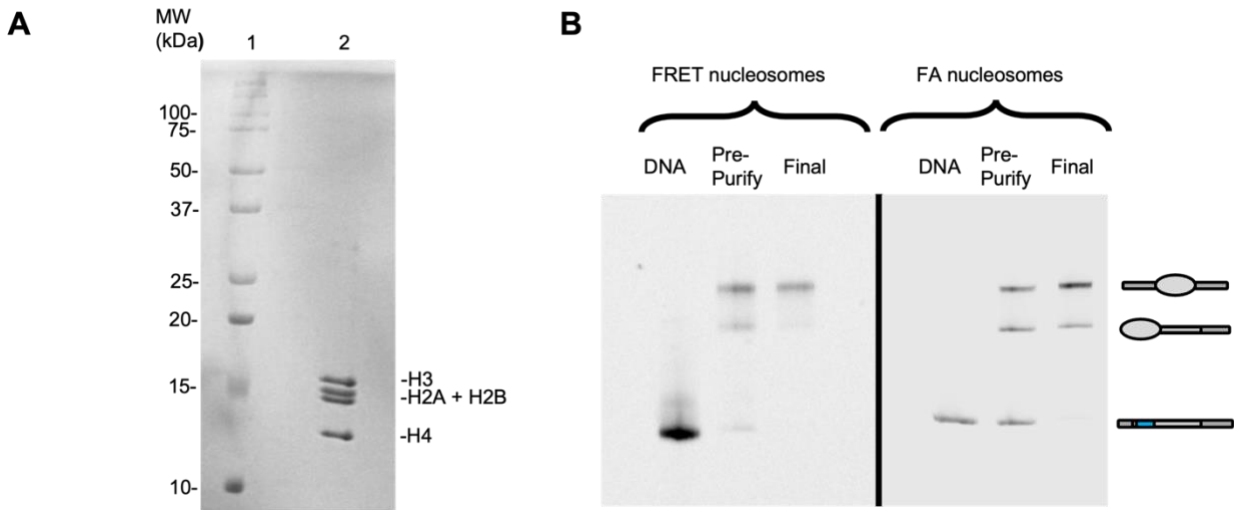 A
MW
(kDa)
1
2
100-
75-
50-
37-
25-
20-
15-
10-
-H3
-H2A + H2B
-H4
B
FRET nucleosomes
FA nucleosomes
DNA
Pre-
Purify
Final
DNA
Pre-
Purify
Final